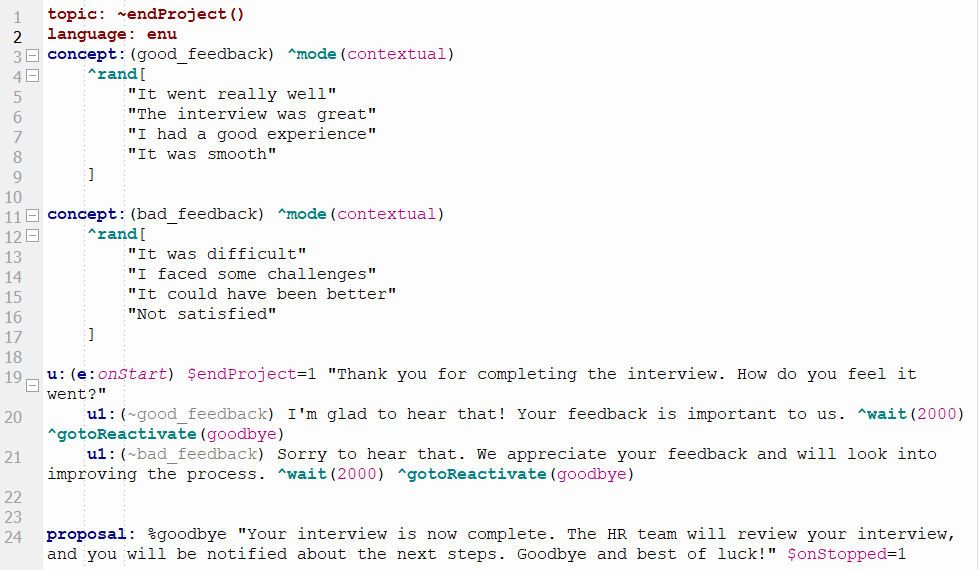 1 topic: ~endProject()
2 language: enu
3 concept:(good_feedback) ^mode(contextual)
4 ^rand[
5 "It went really well"
6 "The interview was great"
7 "I had a good experience"
8 "It was smooth"
9 ]
10
11 concept:(bad_feedback) ^mode(contextual)
12 ^rand[
13 "It was difficult"
14 "I faced some challenges"
15 "It could have been better"
16 "Not satisfied"
17 ]
18
19 u:(e:onStart) $endProject=1 "Thank you for completing the interview. How do you feel it
went?"
20 u1:(~good_feedback) I'm glad to hear that! Your feedback is important to us. ^wait(2000)
^gotoReactivate(goodbye)
21 u1:(~bad_feedback) Sorry to hear that. We appreciate your feedback and will look into
improving the process. ^wait(2000) ^gotoReactivate(goodbye)
22
23
24 proposal: %goodbye "Your interview is now complete. The HR team will review your interview,
and you will be notified about the next steps. Goodbye and best of luck!" $onStopped=1